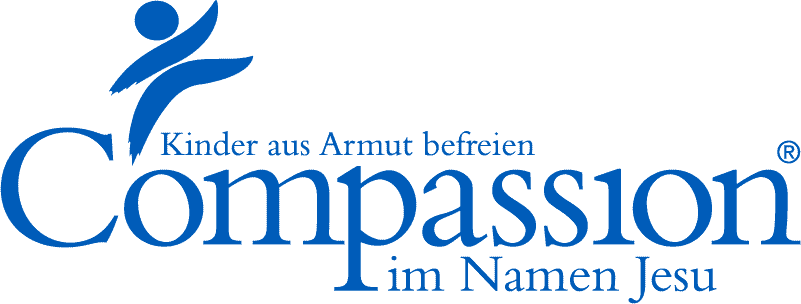 Kinder aus Armut befreien
Compassion®
im Namen Jesu